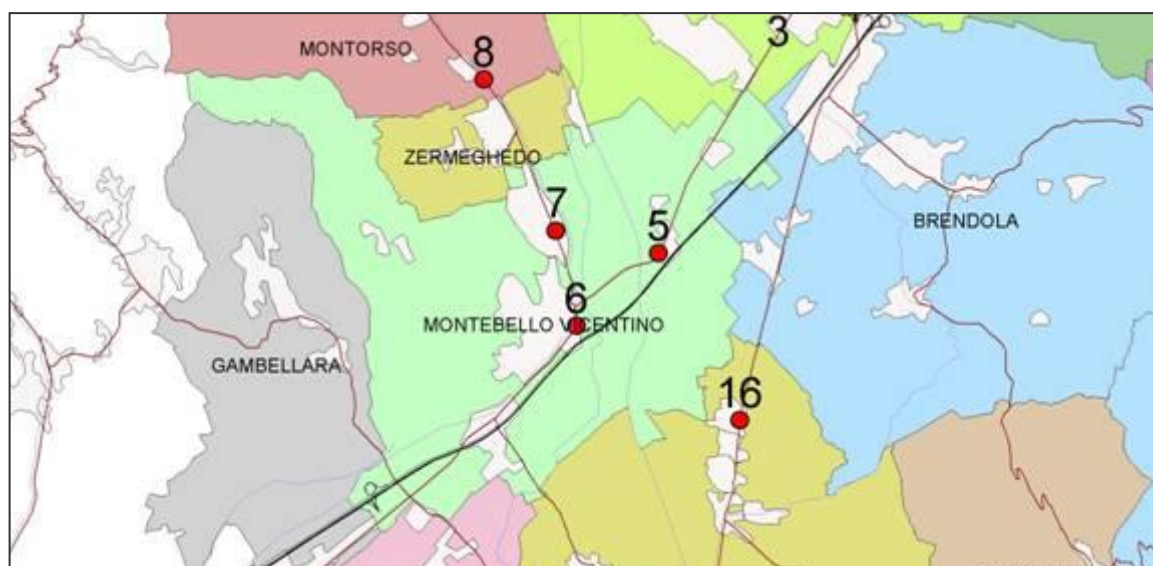 3
MONTORSO
8
ZERMEGHEDO
7
5
BRENDOLA
6
MONTEBELLO VICENTINO
GAMBELLARA
16